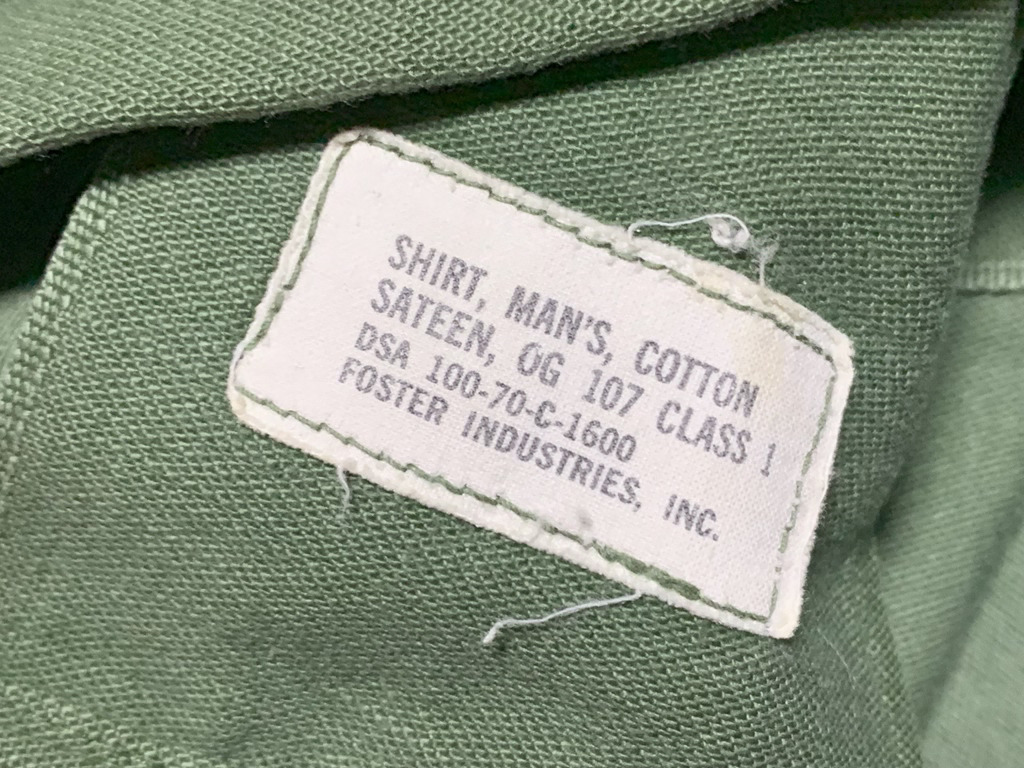 SHIRT, MAN'S, COTTON
SATEEN, OG 107 CLASS 1
DSA 100-70-C-1600
FOSTER INDUSTRIES, INC.